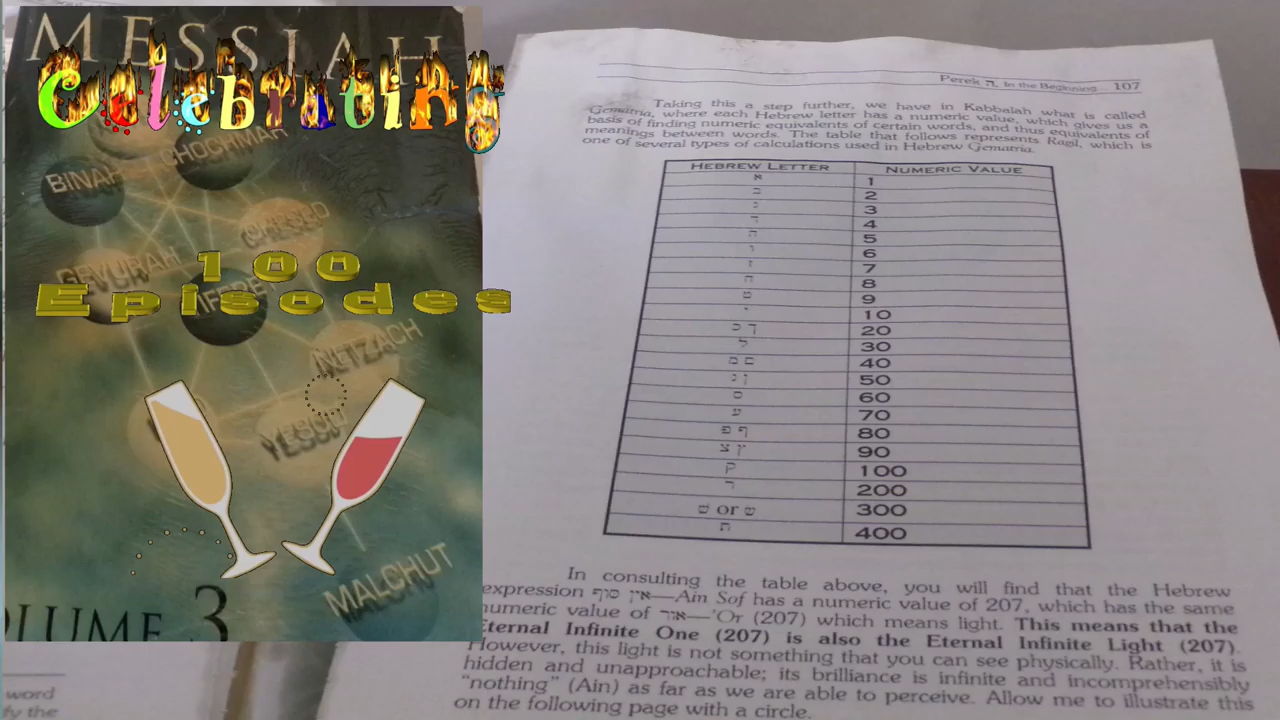 MESSIAH
Celebrating
CHOCHMAH
BINAH
CHESED
GEVURAH
100
Episodes
NETZACH
YESOD
MALCHUT
VOLUME 3
word
fy the
Perek ה, In the Beginning... 107
Taking this a step further, we have in Kabbalah what is called
Gematria, where each Hebrew letter has a numeric value, which gives us a
basis of finding numeric equivalents of certain words, and thus equivalents of
meanings between words. The table that follows represents Ragil, which is
one of several types of calculations used in Hebrew Gematria.
HEBREW LETTER NUMERIC VALUE
א 1
ב 2
ג 3
ד 4
ה 5
ו 6
ז 7
ח 8
ט 9
י 10
כ ך 20
ל 30
מ ם 40
נ ן 50
ס 60
ע 70
פ ף 80
צ ץ 90
ק 100
ר 200
שׁ or שׂ 300
ת 400
In consulting the table above, you will find that the Hebrew
expression אין סוף—Ain Sof has a numeric value of 207, which has the same
numeric value of אור—'Or (207) which means light. This means that the
Eternal Infinite One (207) is also the Eternal Infinite Light (207).
However, this light is not something that you can see physically. Rather, it is
hidden and unapproachable; its brilliance is infinite and incomprehensibly
"nothing" (Ain) as far as we are able to perceive. Allow me to illustrate this
on the following page with a circle.